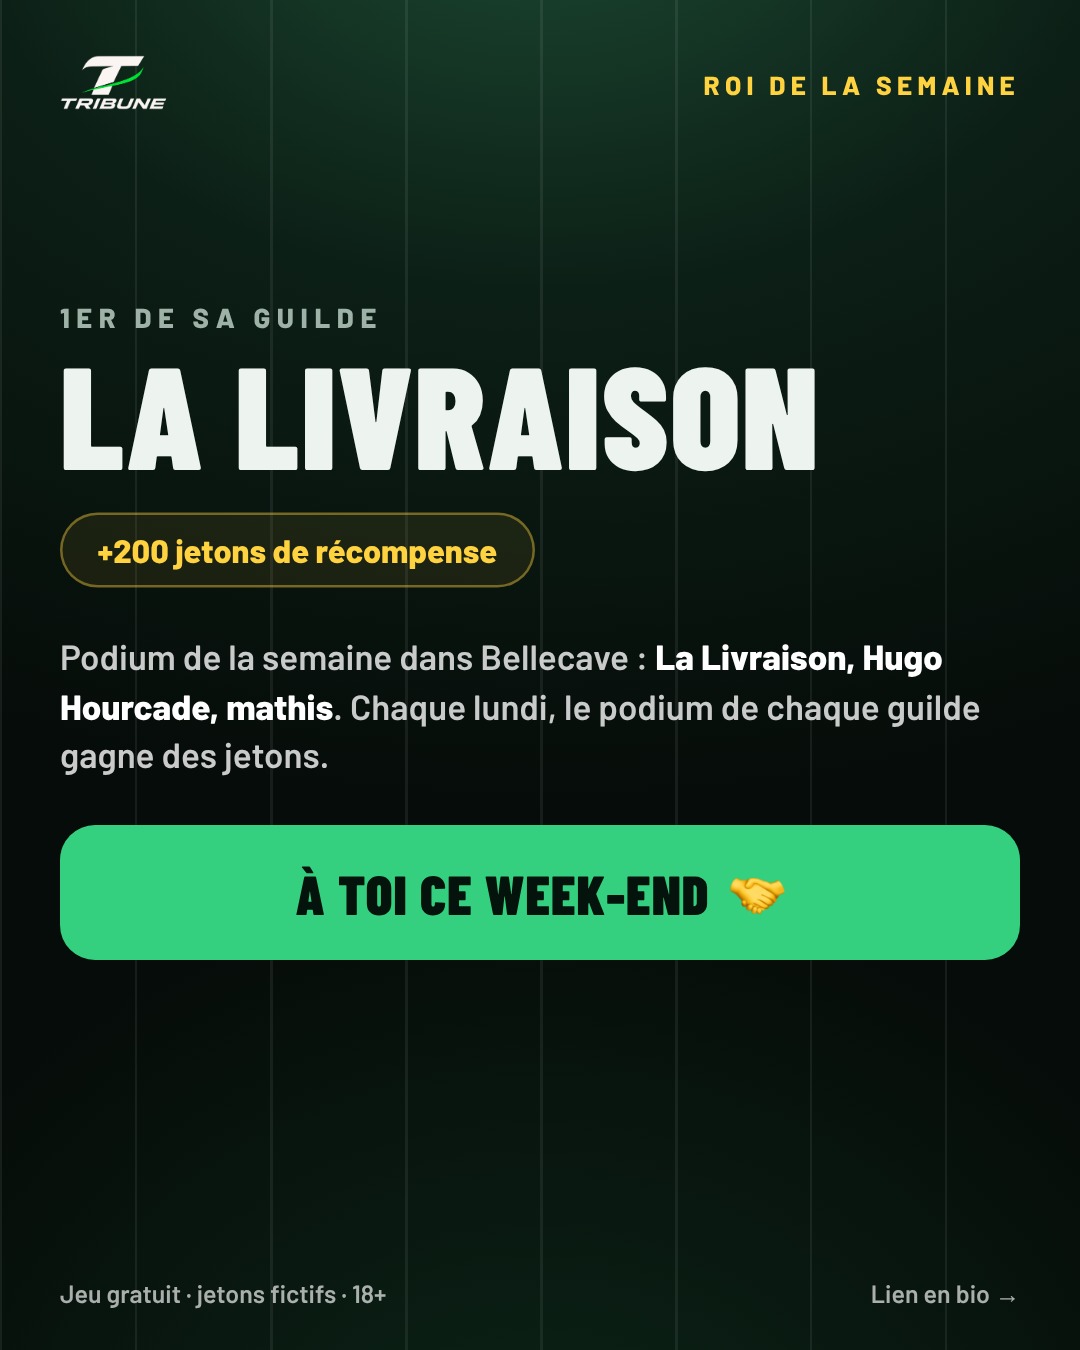 TRIBUNE
ROI DE LA SEMAINE
1ER DE SA GUILDE
LA LIVRAISON
+200 jetons de récompense
Podium de la semaine dans Bellecave : La Livraison, Hugo
Hourcade, mathis. Chaque lundi, le podium de chaque guilde
gagne des jetons.
À TOI CE WEEK-END 🤝
Jeu gratuit · jetons fictifs · 18+
Lien en bio →